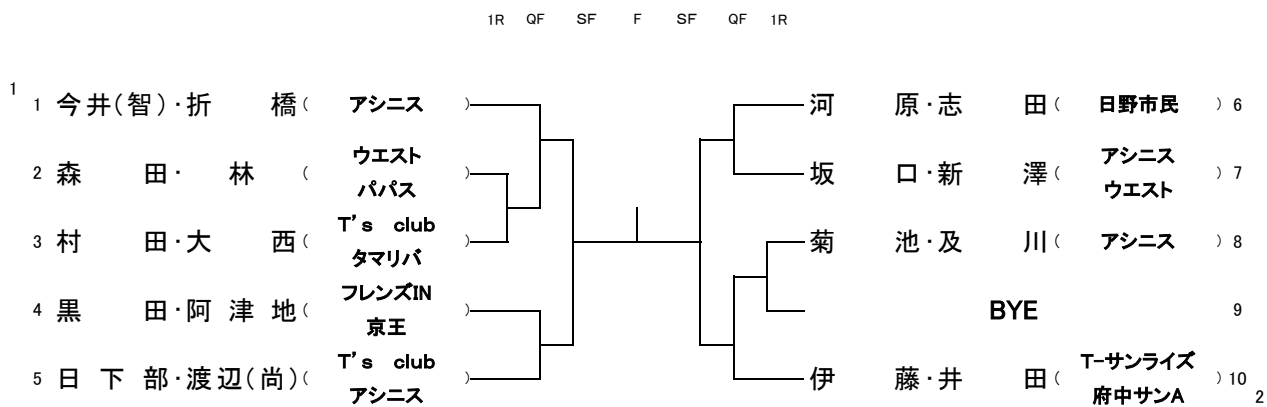 1R QF SF F SF QF 1R
1
1 今井(智)・折 橋( アシニス )
2 森 田・ 林 ( ウエスト パパス )
3 村 田・大 西( T's club タマリバ )
4 黒 田・阿 津 地( フレンズIN 京王 )
5 日 下 部・渡辺(尚)( T's club アシニス )
河 原・志 田( 日野市民 ) 6
坂 口・新 澤( アシニス ウエスト ) 7
菊 池・及 川( アシニス ) 8
BYE 9
伊 藤・井 田( T-サンライズ 府中サンA ) 10
2